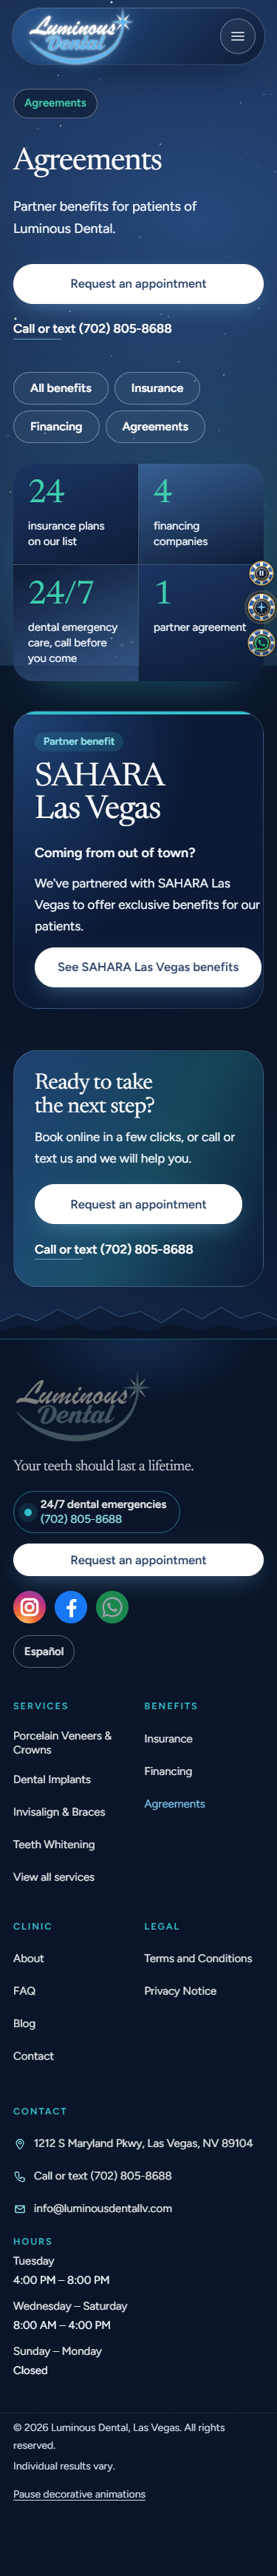 Luminous
Dental
Agreements
Agreements
Partner benefits for patients of
Luminous Dental.
Request an appointment
Call or text (702) 805-8688
All benefits
Insurance
Financing
Agreements
24
insurance plans
on our list
4
financing
companies
24/7
dental emergency
care, call before
you come
1
partner agreement
Partner benefit
SAHARA
Las Vegas
Coming from out of town?
We've partnered with SAHARA Las
Vegas to offer exclusive benefits for our
patients.
See SAHARA Las Vegas benefits
Ready to take
the next step?
Book online in a few clicks, or call or
text us and we will help you.
Request an appointment
Call or text (702) 805-8688
Luminous
Dental
Your teeth should last a lifetime.
24/7 dental emergencies
(702) 805-8688
Request an appointment
Español
SERVICES
Porcelain Veneers &
Crowns
Dental Implants
Invisalign & Braces
Teeth Whitening
View all services
BENEFITS
Insurance
Financing
Agreements
CLINIC
About
FAQ
Blog
Contact
LEGAL
Terms and Conditions
Privacy Notice
CONTACT
1212 S Maryland Pkwy, Las Vegas, NV 89104
Call or text (702) 805-8688
info@luminousdentallv.com
HOURS
Tuesday
4:00 PM – 8:00 PM
Wednesday – Saturday
8:00 AM – 4:00 PM
Sunday – Monday
Closed
© 2026 Luminous Dental, Las Vegas. All rights
reserved.
Individual results vary.
Pause decorative animations